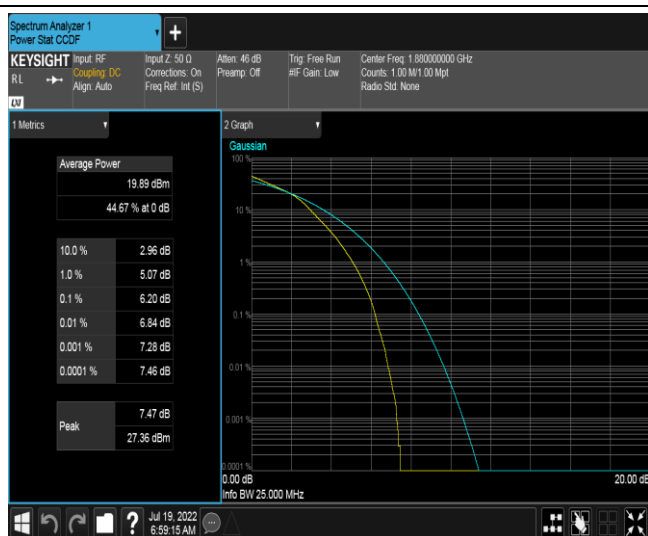 Spectrum Analyzer 1
Power Stat CCDF
+
KEYSIGHT
RL
LXI
Input: RF
Coupling: DC
Align: Auto
Input Z: 50 Ω
Corrections: On
Freq Ref: Int (S)
Atten: 46 dB
Preamp: Off
Trig: Free Run
#IF Gain: Low
Center Freq: 1.880000000 GHz
Counts: 1.00 M/1.00 Mpt
Radio Std: None
1 Metrics
Average Power
19.89 dBm
44.67 % at 0 dB
10.0 % 2.96 dB
1.0 % 5.07 dB
0.1 % 6.20 dB
0.01 % 6.84 dB
0.001 % 7.28 dB
0.0001 % 7.46 dB
Peak
7.47 dB
27.36 dBm
2 Graph
Gaussian
100 %
10 %
1 %
0.1 %
0.01 %
0.001 %
0.0001 %
0.00 dB
20.00 dB
Info BW 25.000 MHz
?
Jul 19, 2022
6:59:15 AM